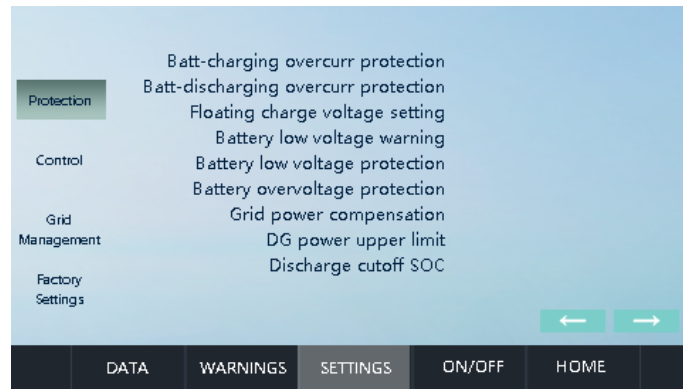 Batt-charging overcurr protection
Batt-discharging overcurr protection
Floating charge voltage setting
Battery low voltage warning
Battery low voltage protection
Battery overvoltage protection
Grid power compensation
DG power upper limit
Discharge cutoff SOC
Protection
Control
Grid
Management
Factory
Settings
← →
DATA WARNINGS SETTINGS ON/OFF HOME